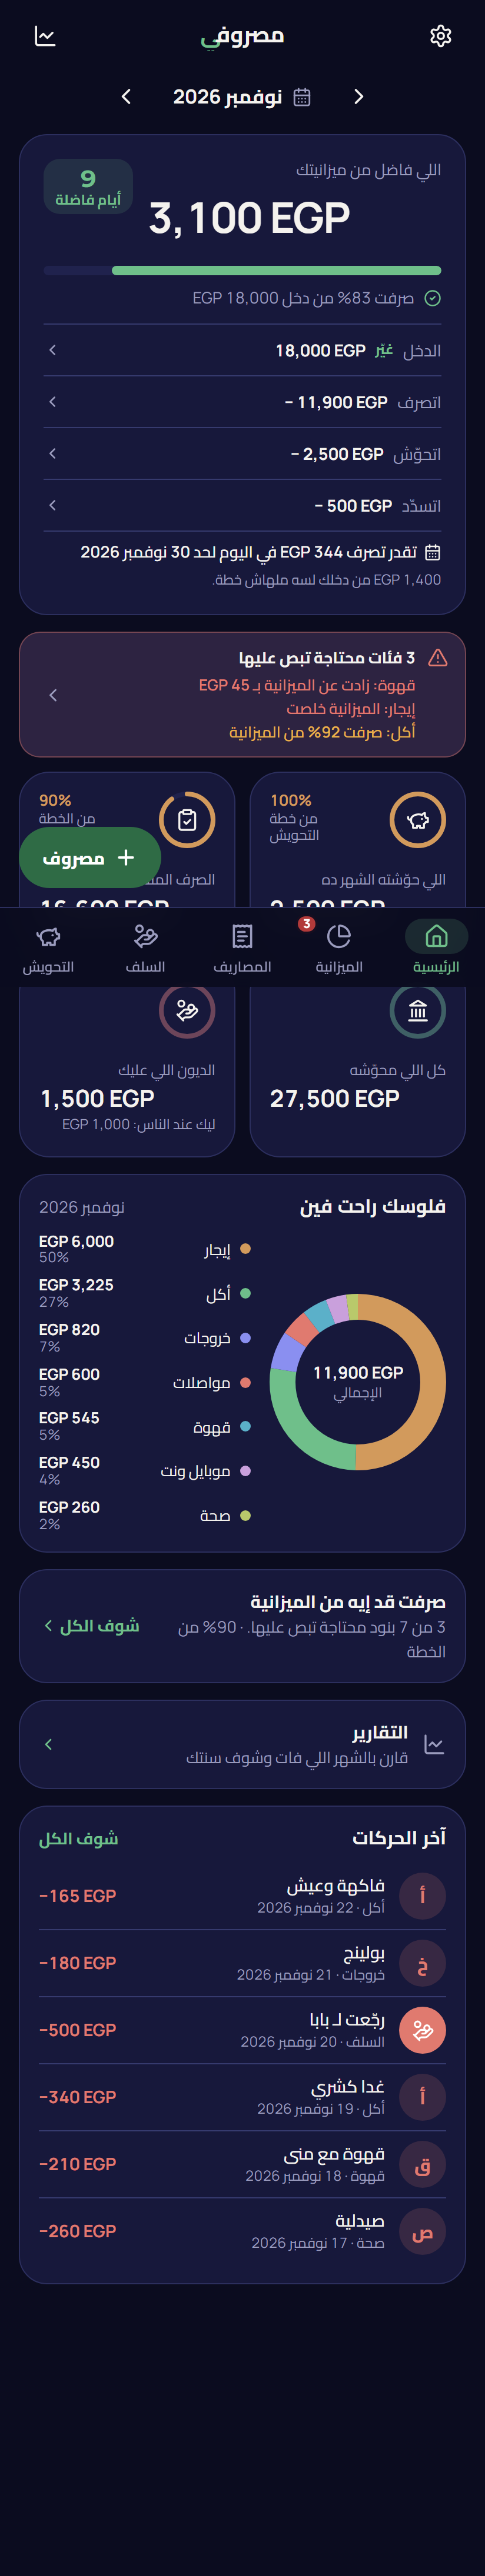 مصروفي
نوفمبر 2026
اللي فاضل من ميزانيتك
3,100 EGP
9
أيام فاضلة
صرفت 83% من دخل 18,000 EGP
الدخل غيّر 18,000 EGP
اتصرف 11,900 EGP −
اتحوّش 2,500 EGP −
اتسدّد 500 EGP −
تقدر تصرف 344 EGP في اليوم لحد 30 نوفمبر 2026
1,400 EGP من دخلك لسه ملهاش خطة.
3 فئات محتاجة تبص عليها
قهوة: زادت عن الميزانية بـ 45 EGP
إيجار: الميزانية خلصت
أكل: صرفت 92% من الميزانية
100%
من خطة
التحويش
اللي حوّشته الشهر ده
90%
من الخطة
الصرف
+ مصروف
الرئيسية
الميزانية
3
المصاريف
السلف
التحويش
كل اللي محوّشه
27,500 EGP
الديون اللي عليك
1,500 EGP
ليك عند الناس: 1,000 EGP
فلوسك راحت فين
نوفمبر 2026
11,900 EGP
الإجمالي
إيجار EGP 6,000
50%
أكل EGP 3,225
27%
خروجات EGP 820
7%
مواصلات EGP 600
5%
قهوة EGP 545
5%
موبايل ونت EGP 450
4%
صحة EGP 260
2%
صرفت قد إيه من الميزانية
3 من 7 بنود محتاجة تبص عليها. · 90% من
الخطة
شوف الكل
التقارير
قارن بالشهر اللي فات وشوف سنتك
آخر الحركات
شوف الكل
أ
فاكهة وعيش
أكل · 22 نوفمبر 2026
−165 EGP
خ
بولينج
خروجات · 21 نوفمبر 2026
−180 EGP
رجّعت لـ بابا
السلف · 20 نوفمبر 2026
−500 EGP
أ
غدا كشري
أكل · 19 نوفمبر 2026
−340 EGP
ق
قهوة مع منى
قهوة · 18 نوفمبر 2026
−210 EGP
ص
صيدلية
صحة · 17 نوفمبر 2026
−260 EGP